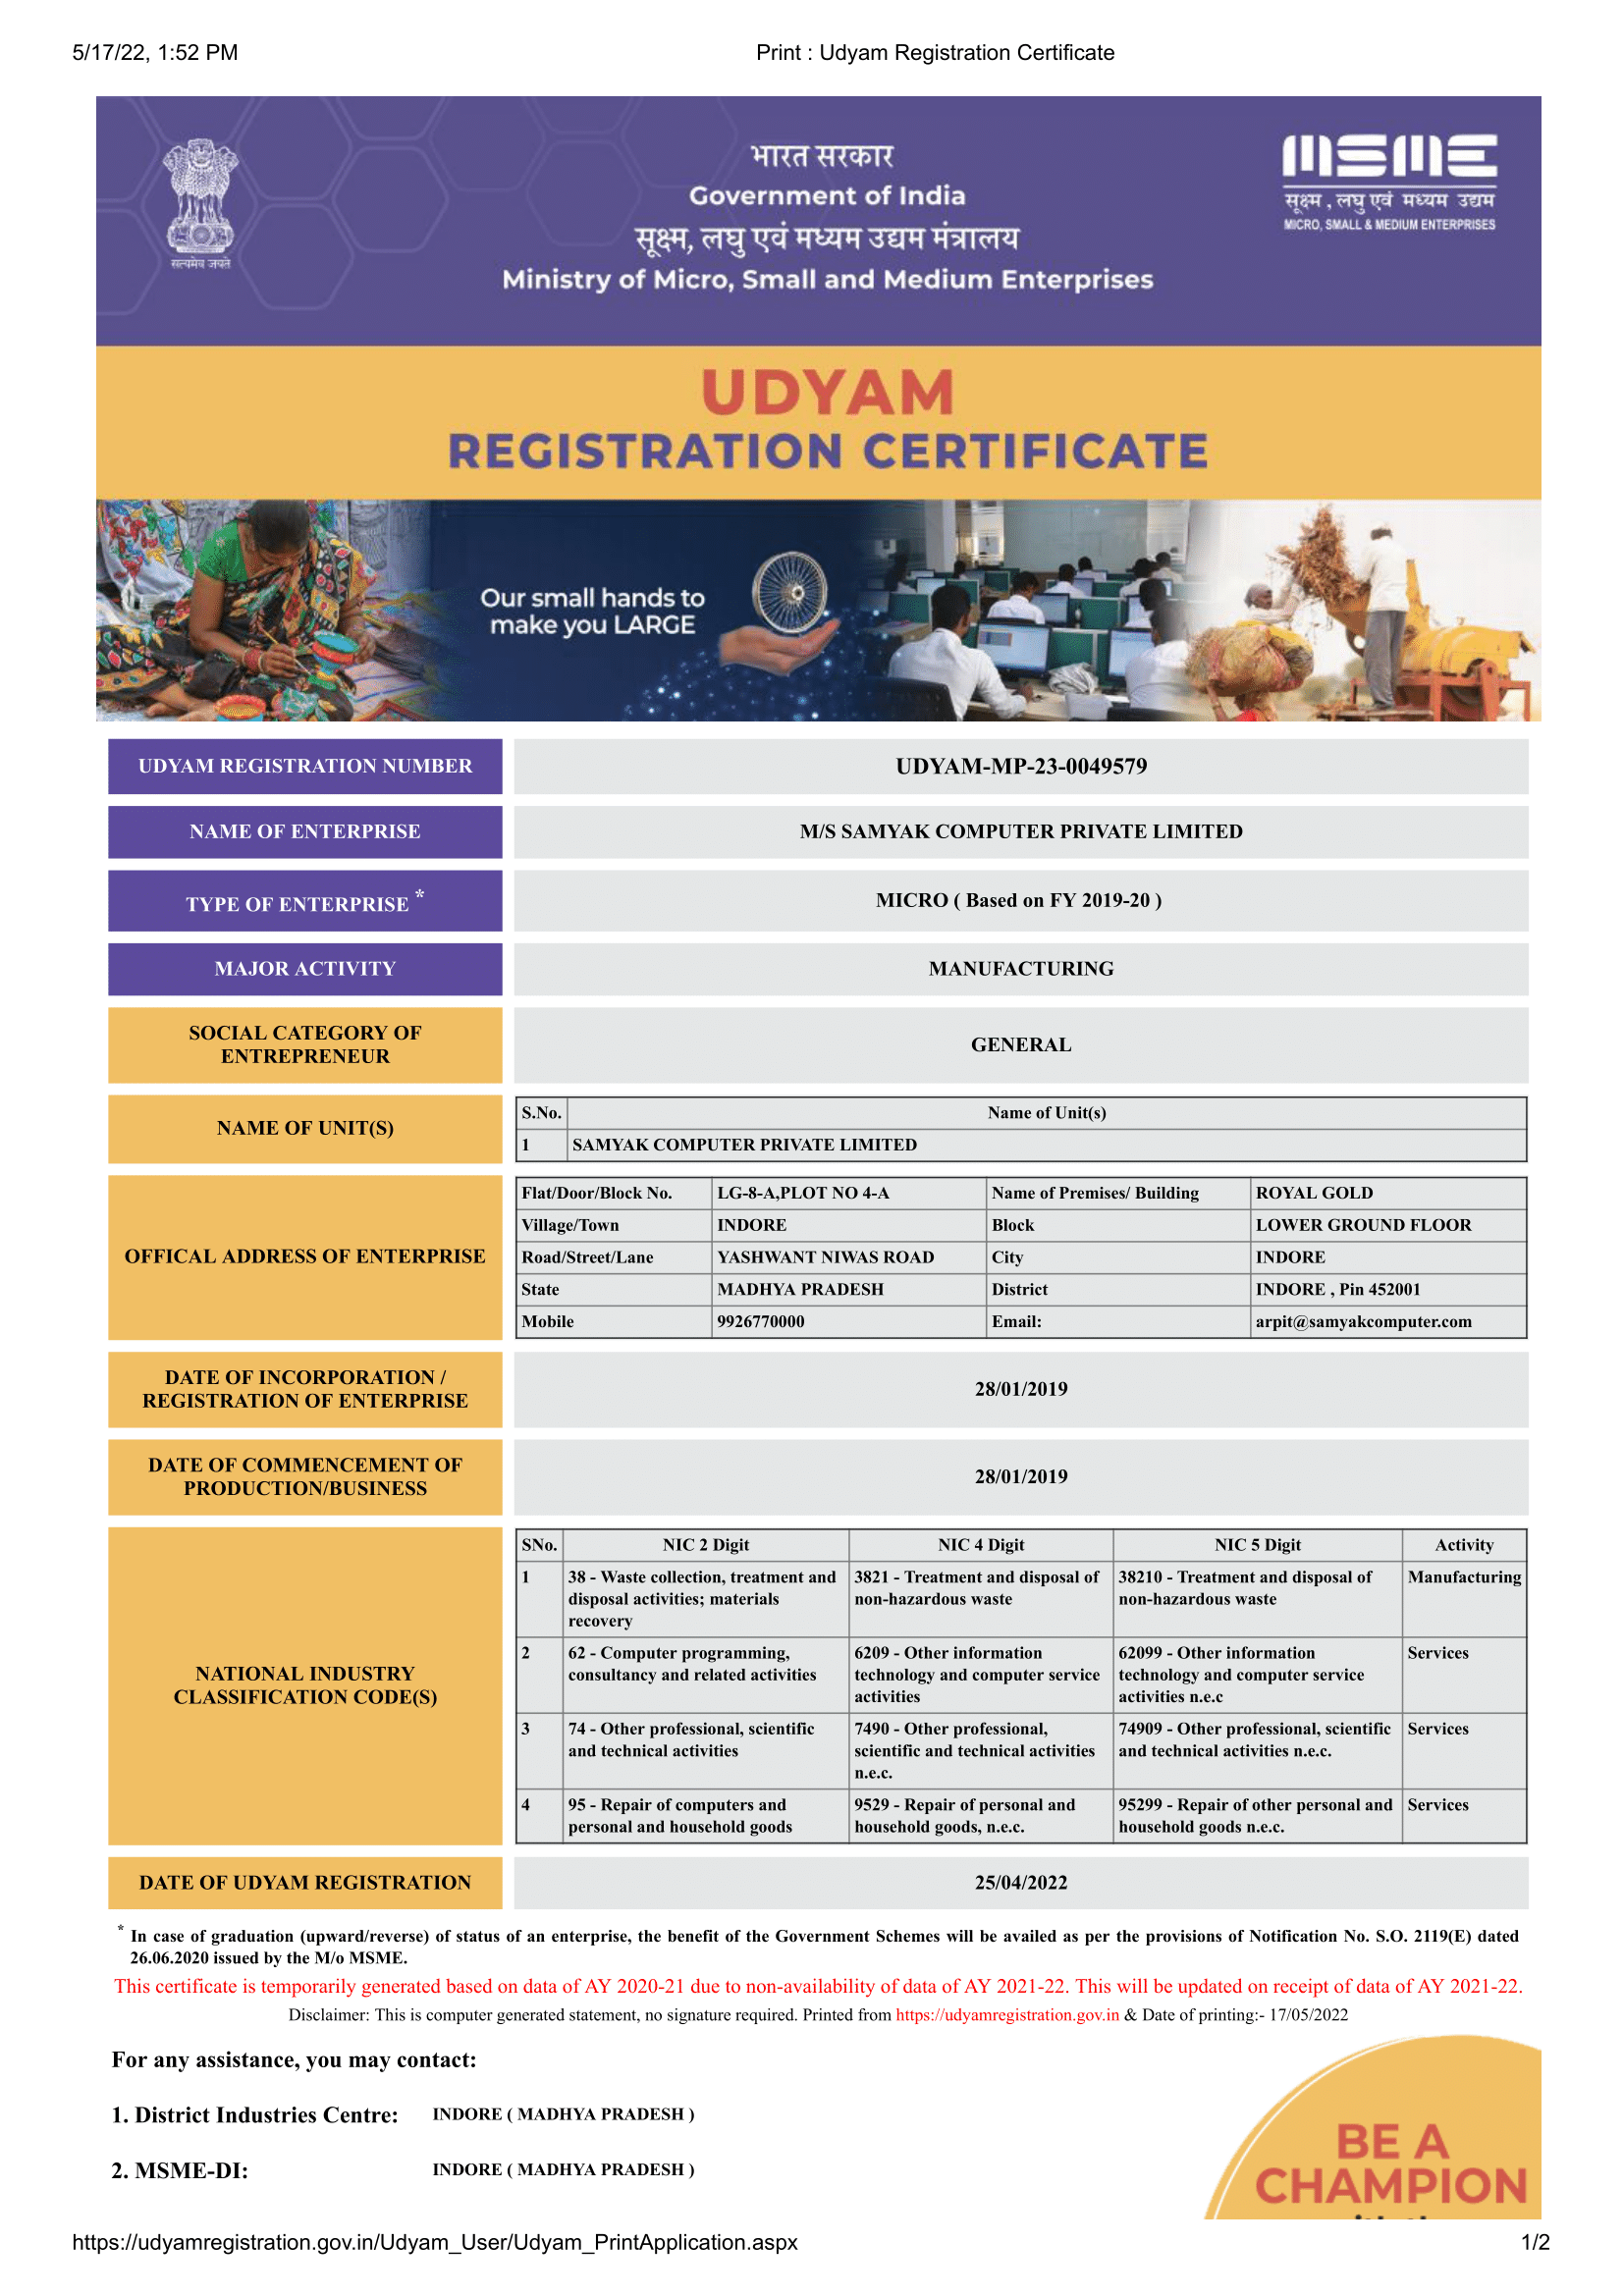 5/17/22, 1:52 PM
Print : Udyam Registration Certificate
सत्यमेव जयते
भारत सरकार
Government of India
सूक्ष्म, लघु एवं मध्यम उद्यम मंत्रालय
Ministry of Micro, Small and Medium Enterprises
MSME
सूक्ष्म , लघु एवं मध्यम उद्यम
MICRO, SMALL & MEDIUM ENTERPRISES
UDYAM
REGISTRATION CERTIFICATE
Our small hands to
make you LARGE
UDYAM REGISTRATION NUMBER
UDYAM-MP-23-0049579
NAME OF ENTERPRISE
M/S SAMYAK COMPUTER PRIVATE LIMITED
TYPE OF ENTERPRISE *
MICRO ( Based on FY 2019-20 )
MAJOR ACTIVITY
MANUFACTURING
SOCIAL CATEGORY OF
ENTREPRENEUR
GENERAL
NAME OF UNIT(S)
S.No. Name of Unit(s)
1 SAMYAK COMPUTER PRIVATE LIMITED
OFFICAL ADDRESS OF ENTERPRISE
Flat/Door/Block No. LG-8-A,PLOT NO 4-A Name of Premises/ Building ROYAL GOLD
Village/Town INDORE Block LOWER GROUND FLOOR
Road/Street/Lane YASHWANT NIWAS ROAD City INDORE
State MADHYA PRADESH District INDORE , Pin 452001
Mobile 9926770000 Email: arpit@samyakcomputer.com
DATE OF INCORPORATION /
REGISTRATION OF ENTERPRISE
28/01/2019
DATE OF COMMENCEMENT OF
PRODUCTION/BUSINESS
28/01/2019
NATIONAL INDUSTRY
CLASSIFICATION CODE(S)
SNo. NIC 2 Digit NIC 4 Digit NIC 5 Digit Activity
1 38 - Waste collection, treatment and 3821 - Treatment and disposal of 38210 - Treatment and disposal of Manufacturing
disposal activities; materials non-hazardous waste non-hazardous waste
recovery
2 62 - Computer programming, 6209 - Other information 62099 - Other information Services
consultancy and related activities technology and computer service technology and computer service
activities activities n.e.c
3 74 - Other professional, scientific 7490 - Other professional, 74909 - Other professional, scientific Services
and technical activities scientific and technical activities and technical activities n.e.c.
n.e.c.
4 95 - Repair of computers and 9529 - Repair of personal and 95299 - Repair of other personal and Services
personal and household goods household goods, n.e.c. household goods n.e.c.
DATE OF UDYAM REGISTRATION
25/04/2022
* In case of graduation (upward/reverse) of status of an enterprise, the benefit of the Government Schemes will be availed as per the provisions of Notification No. S.O. 2119(E) dated
26.06.2020 issued by the M/o MSME.
This certificate is temporarily generated based on data of AY 2020-21 due to non-availability of data of AY 2021-22. This will be updated on receipt of data of AY 2021-22.
Disclaimer: This is computer generated statement, no signature required. Printed from https://udyamregistration.gov.in & Date of printing:- 17/05/2022
For any assistance, you may contact:
1. District Industries Centre: INDORE ( MADHYA PRADESH )
2. MSME-DI: INDORE ( MADHYA PRADESH )
BE A
CHAMPION
https://udyamregistration.gov.in/Udyam_User/Udyam_PrintApplication.aspx
1/2